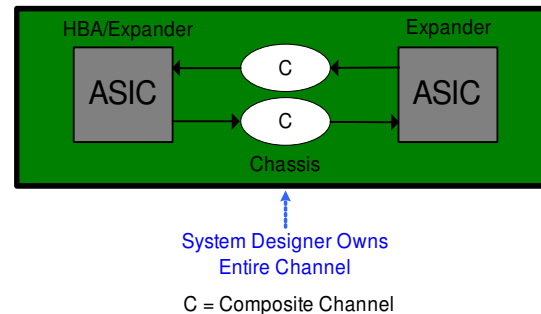 HBA/Expander
Expander
ASIC
C
ASIC
C
Chassis
System Designer Owns
Entire Channel
C = Composite Channel